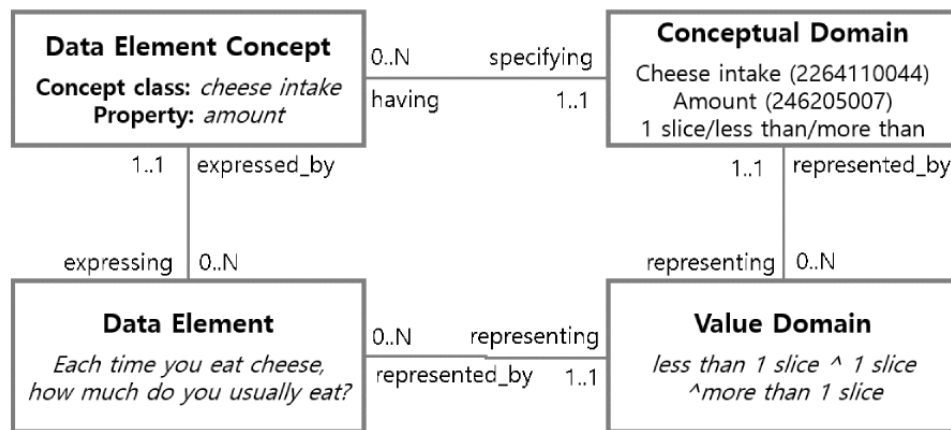 Data Element Concept
Concept class: cheese intake
Property: amount
0..N
specifying
having
1..1
Conceptual Domain
Cheese intake (2264110044)
Amount (246205007)
1 slice/less than/more than
1..1
expressed_by
expressing
0..N
1..1
represented_by
representing
0..N
Data Element
Each time you eat cheese,
how much do you usually eat?
0..N
representing
represented_by
1..1
Value Domain
less than 1 slice ^ 1 slice
^more than 1 slice